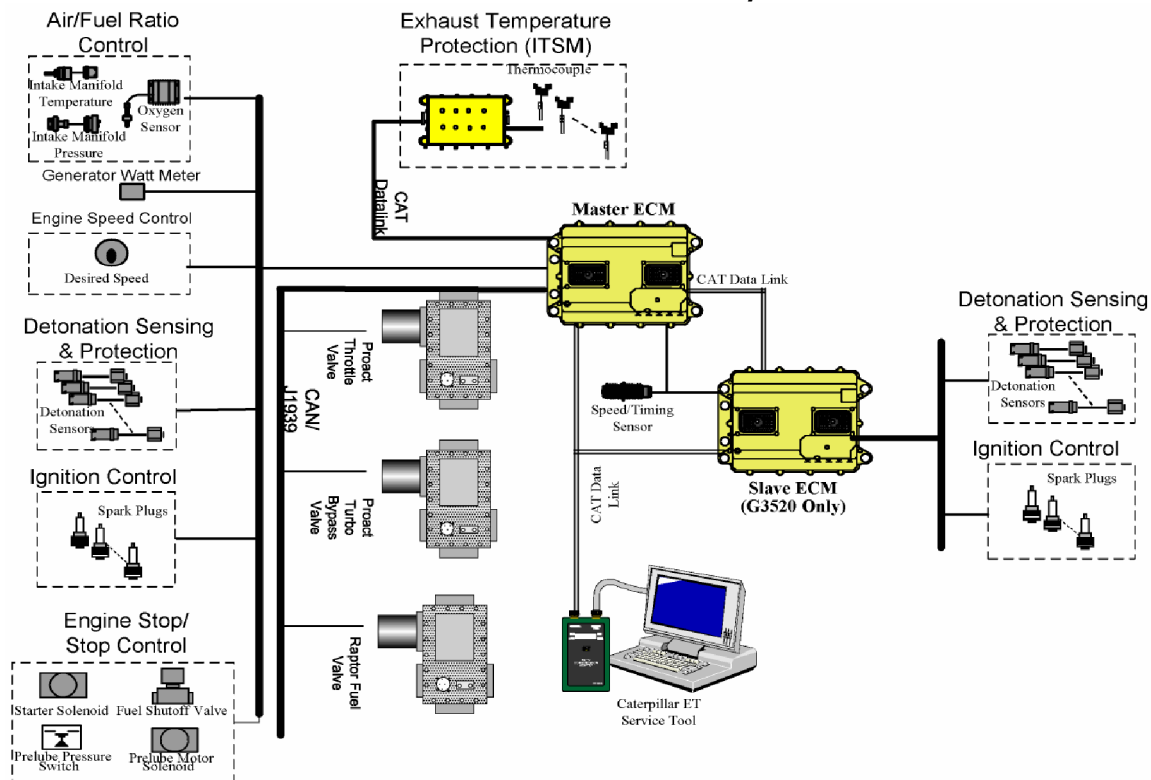 Air/Fuel Ratio
Control
Intake Manifold
Temperature
Oxygen
Sensor
Intake Manifold
Pressure
Generator Watt Meter
Engine Speed Control
Desired Speed
Detonation Sensing
& Protection
Detonation
Sensors
Ignition Control
Spark Plugs
Engine Stop/
Stop Control
Starter Solenoid
Fuel Shutoff Valve
Prelube Pressure
Switch
Prelube Motor
Solenoid
Exhaust Temperature
Protection (ITSM)
Thermocouple
CAT
Datalink
CAN/
J1939
Proact
Throttle
Valve
Proact
Turbo
Bypass
Valve
Raptor Fuel
Valve
Master ECM
CAT Data Link
Speed/Timing
Sensor
Slave ECM
(G3520 Only)
CAT Data
Link
Caterpillar ET
Service Tool
Detonation Sensing
& Protection
Detonation
Sensors
Ignition Control
Spark Plugs